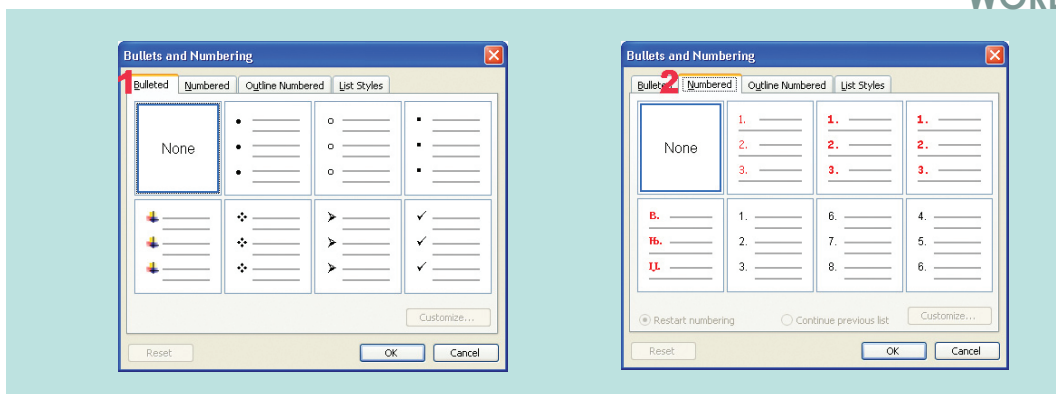 WORD
Bullets and Numbering
1
Bulleted Numbered Outline Numbered List Styles
None
Customize...
Reset OK Cancel
Bullets and Numbering
2
Bulleted Numbered Outline Numbered List Styles
None
1. 1. 1.
2. 2. 2.
3. 3. 3.
В. 1. 6. 4.
Њ. 2. 7. 5.
Џ. 3. 8. 6.
Restart numbering Continue previous list Customize...
Reset OK Cancel